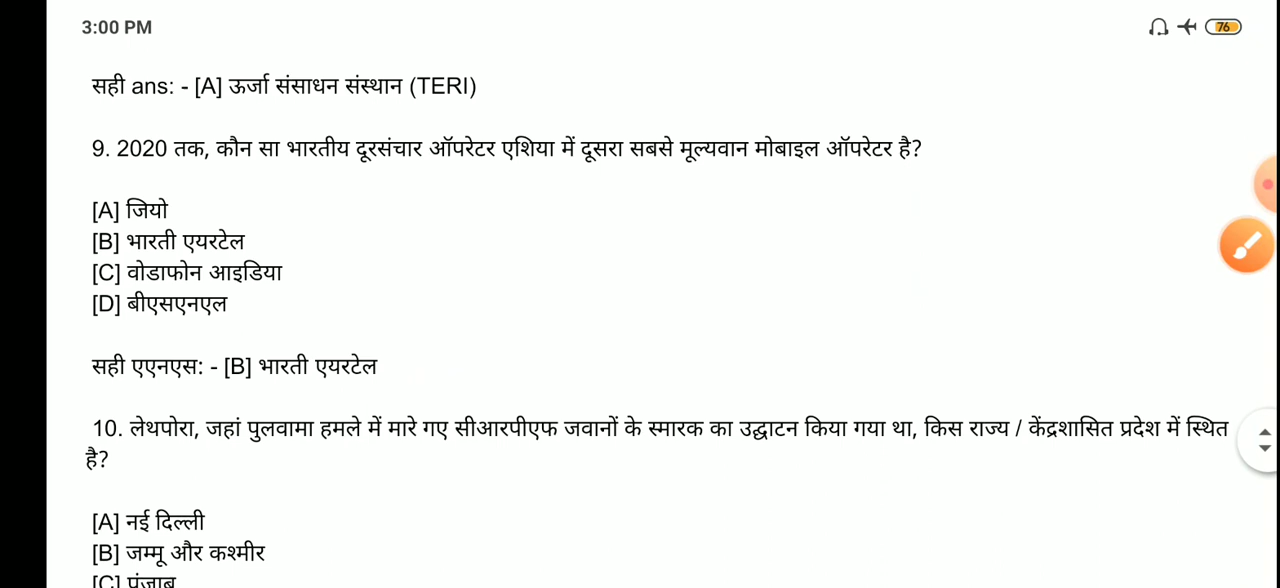 3:00 PM
76
सही ans: - [A] ऊर्जा संसाधन संस्थान (TERI)
9. 2020 तक, कौन सा भारतीय दूरसंचार ऑपरेटर एशिया में दूसरा सबसे मूल्यवान मोबाइल ऑपरेटर है?
[A] जियो
[B] भारती एयरटेल
[C] वोडाफोन आइडिया
[D] बीएसएनएल
सही एएनएस: - [B] भारती एयरटेल
10. लेथपोरा, जहां पुलवामा हमले में मारे गए सीआरपीएफ जवानों के स्मारक का उद्घाटन किया गया था, किस राज्य / केंद्रशासित प्रदेश में स्थित
है?
[A] नई दिल्ली
[B] जम्मू और कश्मीर
[C] पंजाब